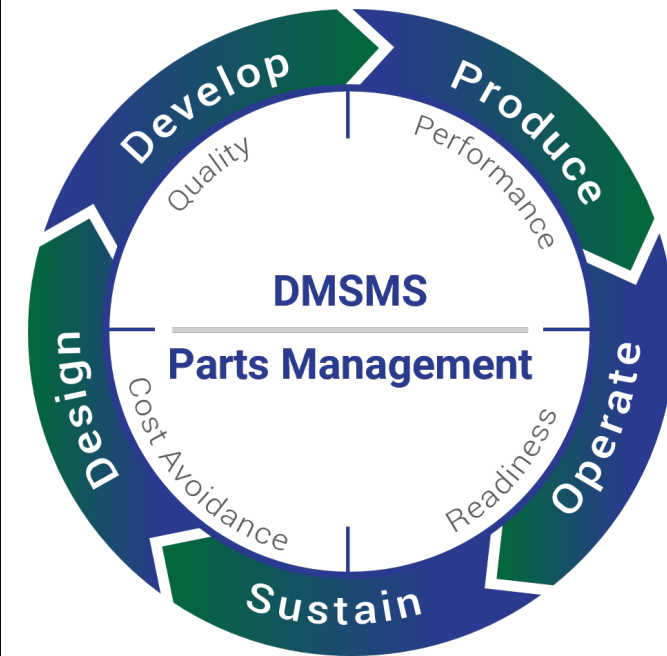 Develop
Produce
Quality
Performance
DMSMS
Parts Management
Design
Operate
Cost Avoidance
Readiness
Sustain